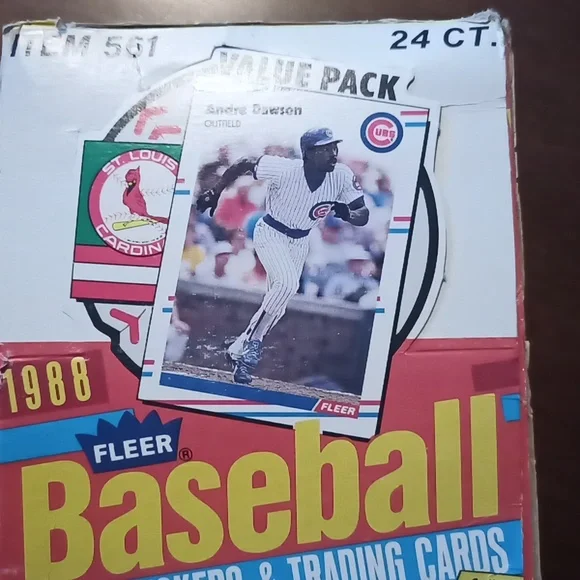 ITEM 561
24 CT.
VALUE PACK
Andre Dawson
OUTFIELD
CUBS
ST. LOUIS
CARDIN
FLEER
1988
FLEER®
Baseball
& TRADING CARDS